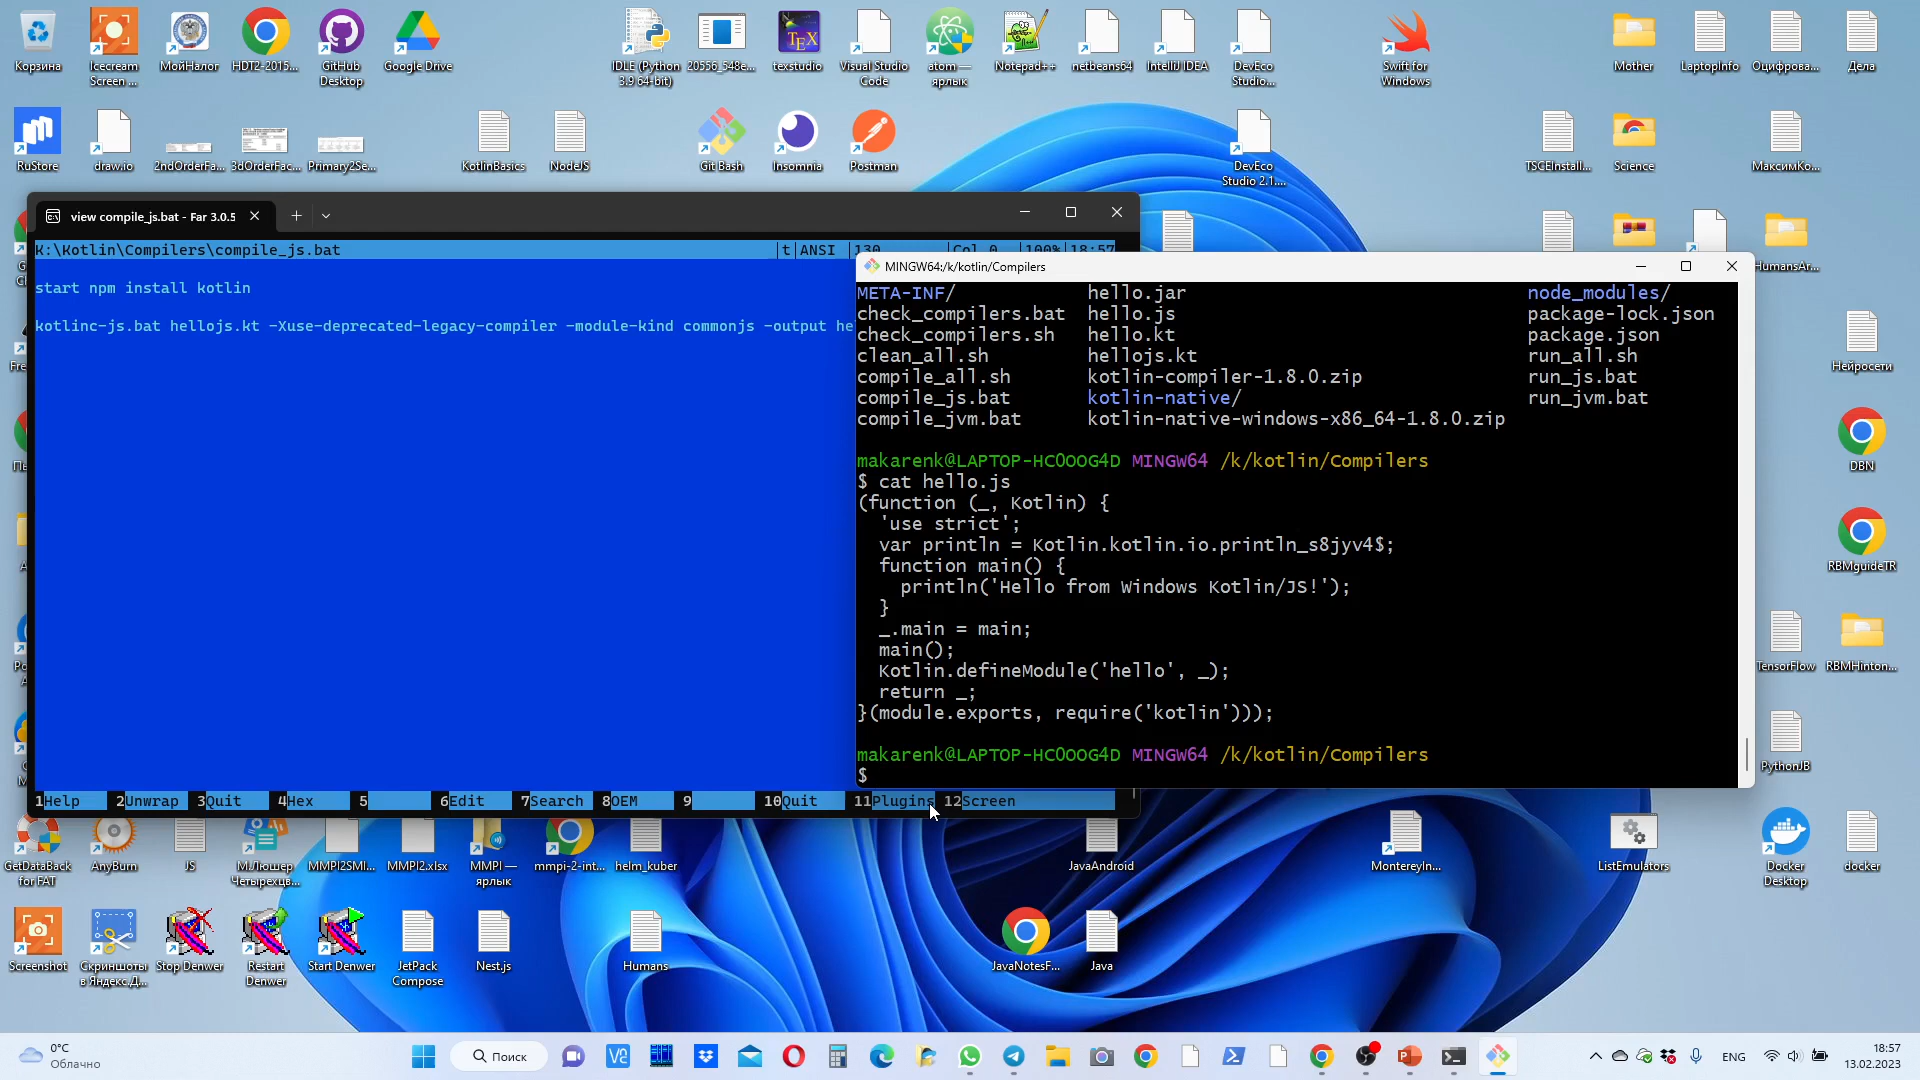 Корзина
Icecream Screen ...
МойНалог
HDT2-2015...
GitHub Desktop
Google Drive
IDLE (Python 3.9 64-bit)
20556_548e...
texstudio
Visual Studio Code
atom — ярлык
Notepad++
netbeans64
IntelliJ IDEA
DevEco Studio...
Swift for Windows
Mother
LaptopInfo
Оцифрова...
Дела
RuStore
draw.io
2ndOrderFa...
3dOrderFac...
Primary2Se...
KotlinBasics
NodeJS
Git Bash
Insomnia
Postman
DevEco Studio 2.1....
TSCEInstall...
Science
МаксимКо...
view compile_js.bat - Far 3.0.5
K:\Kotlin\Compilers\compile_js.bat
t ANSI 130 Col 0 100% 18:57
start npm install kotlin
kotlinc-js.bat hellojs.kt -Xuse-deprecated-legacy-compiler -module-kind commonjs -output he
1Help 2Unwrap 3Quit 4Hex 5 6Edit 7Search 8OEM 9 10Quit 11Plugins 12Screen
MINGW64:/k/kotlin/Compilers
META-INF/ hello.jar node_modules/
check_compilers.bat hello.js package-lock.json
check_compilers.sh hello.kt package.json
clean_all.sh hellojs.kt run_all.sh
compile_all.sh kotlin-compiler-1.8.0.zip run_js.bat
compile_js.bat kotlin-native/ run_jvm.bat
compile_jvm.bat kotlin-native-windows-x86_64-1.8.0.zip
makarenk@LAPTOP-HC0OOG4D MINGW64 /k/kotlin/Compilers
$ cat hello.js
(function (_, Kotlin) {
'use strict';
var println = Kotlin.kotlin.io.println_s8jyv4$;
function main() {
println('Hello from Windows Kotlin/JS!');
}
_.main = main;
main();
Kotlin.defineModule('hello', _);
return _;
}(module.exports, require('kotlin')));
makarenk@LAPTOP-HC0OOG4D MINGW64 /k/kotlin/Compilers
$
HumansAr...
Нейросети
DBN
RBMguideTR
TensorFlow
RBMHinton...
PythonJB
GetDataBack for FAT
AnyBurn
JS
М.Люшер Четырехцв...
MMPI2SMI...
MMPI2.xlsx
MMPI — ярлык
mmpi-2-int...
helm_kuber
JavaAndroid
MontereyIn...
ListEmulators
Docker Desktop
docker
Screenshot
Скриншоты в Яндекс.Д...
Stop Denwer
Restart Denwer
Start Denwer
JetPack Compose
Nest.js
Humans
JavaNotesF...
Java
0°C
Облачно
Поиск
ENG
18:57
13.02.2023